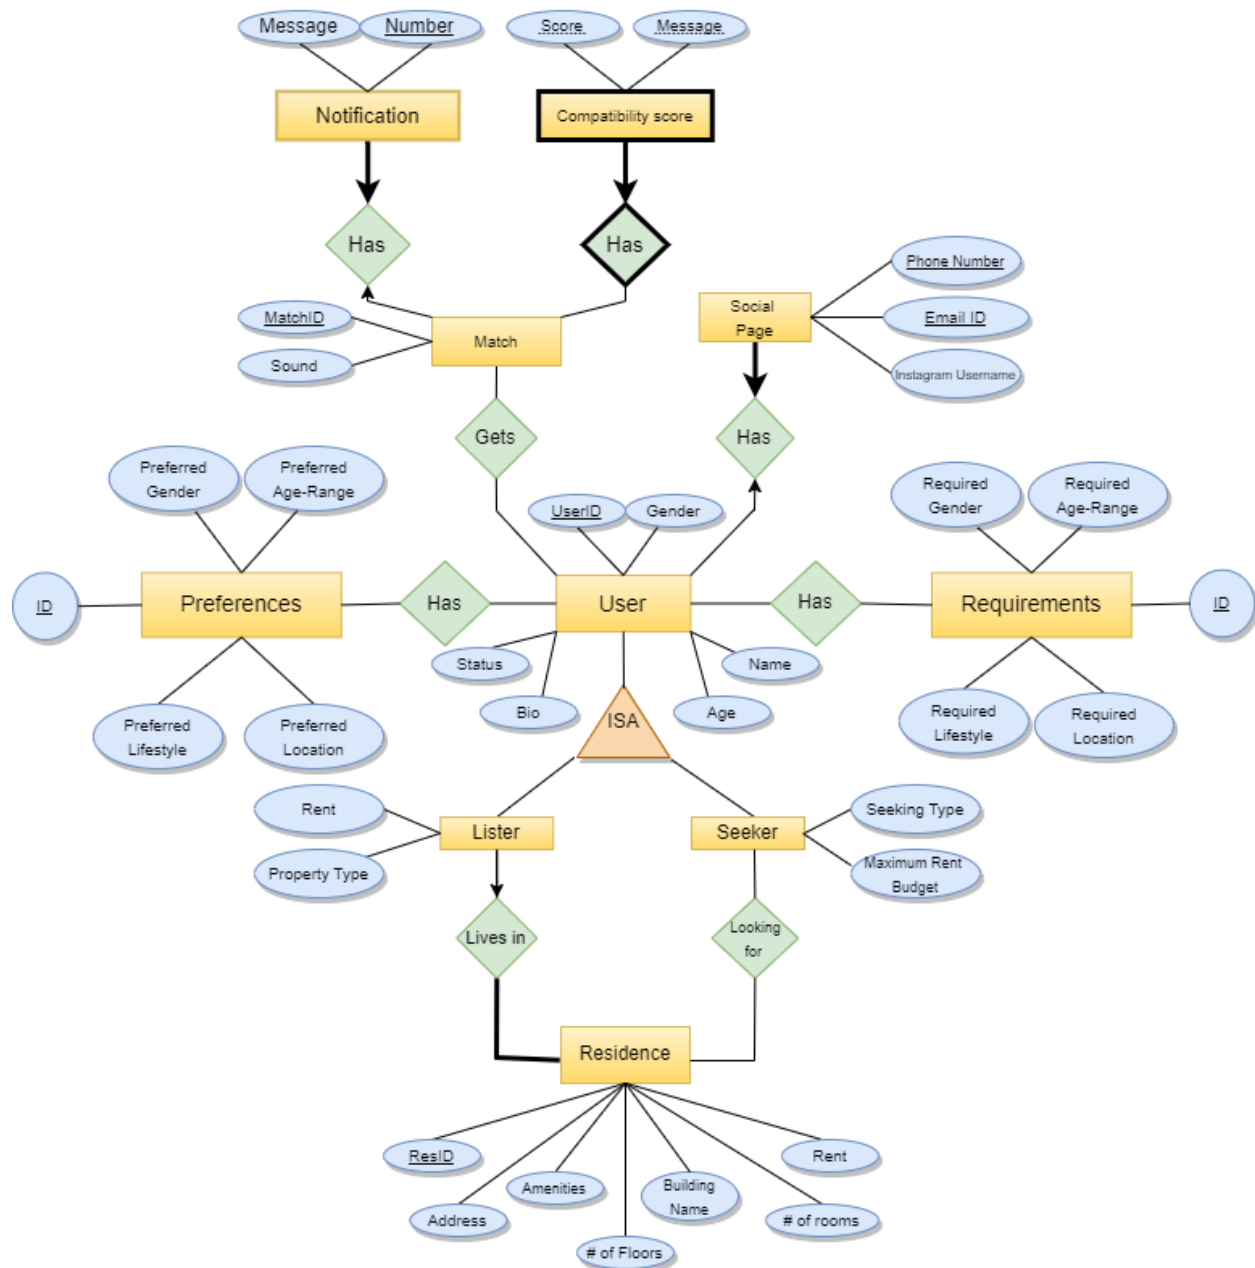 Message
Number
Score
Message
Notification
Compatibility score
Has
Has
Phone Number
Social
Page
MatchID
Email ID
Match
Sound
Instagram Username
Gets
Has
Preferred
Gender
Preferred
Age-Range
Required
Gender
Required
Age-Range
UserID
Gender
ID
Preferences
Has
User
Has
Requirements
ID
Status
Name
Bio
ISA
Age
Preferred
Lifestyle
Preferred
Location
Required
Lifestyle
Required
Location
Rent
Lister
Seeker
Seeking Type
Property Type
Maximum Rent
Budget
Lives in
Looking
for
Residence
ResID
Rent
Amenities
Building
Name
Address
# of rooms
# of Floors